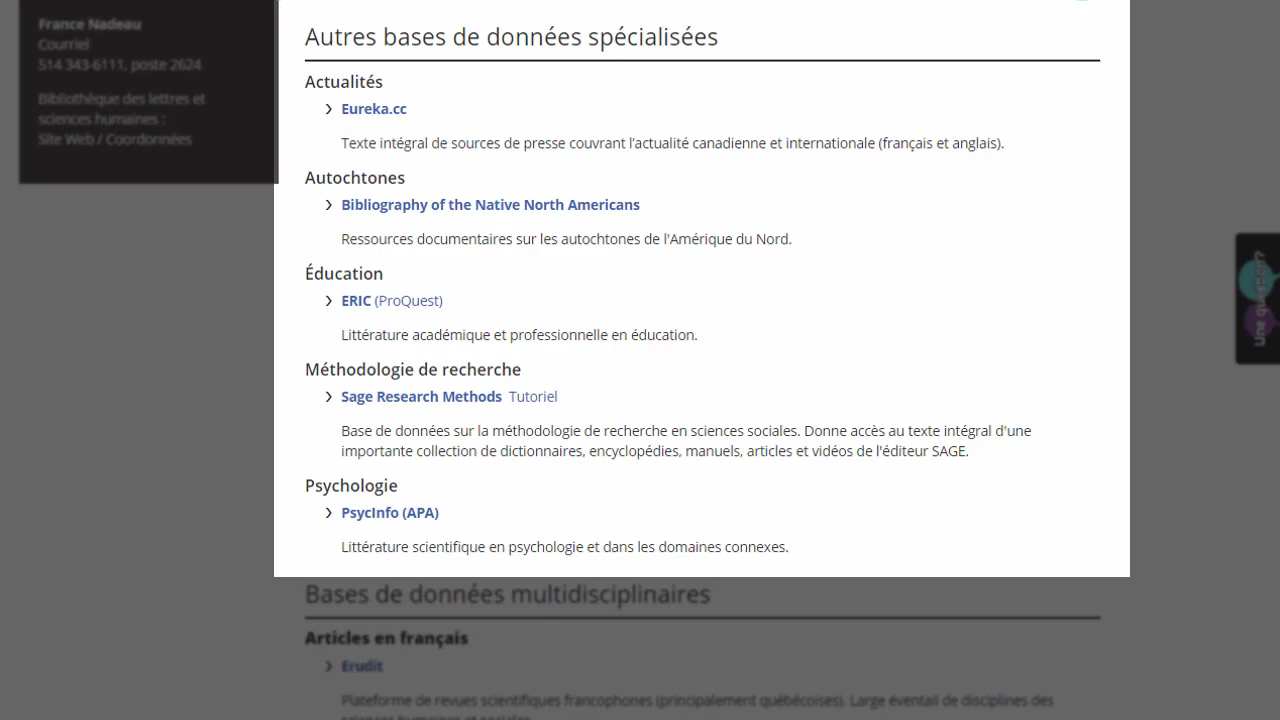 France Nadeau
Courriel
514 343-6111, poste 2624
Bibliothèque des lettres et
sciences humaines :
Site Web / Coordonnées
Autres bases de données spécialisées
Actualités
Eureka.cc
Texte intégral de sources de presse couvrant l'actualité canadienne et internationale (français et anglais).
Autochtones
Bibliography of the Native North Americans
Ressources documentaires sur les autochtones de l'Amérique du Nord.
Éducation
ERIC (ProQuest)
Littérature académique et professionnelle en éducation.
Méthodologie de recherche
Sage Research Methods Tutoriel
Base de données sur la méthodologie de recherche en sciences sociales. Donne accès au texte intégral d'une
importante collection de dictionnaires, encyclopédies, manuels, articles et vidéos de l'éditeur SAGE.
Psychologie
PsycInfo (APA)
Littérature scientifique en psychologie et dans les domaines connexes.
Bases de données multidisciplinaires
Articles en français
Erudit
Plateforme de revues scientifiques francophones (principalement québécoises). Large éventail de disciplines des
sciences humaines et sociales.
Une question?